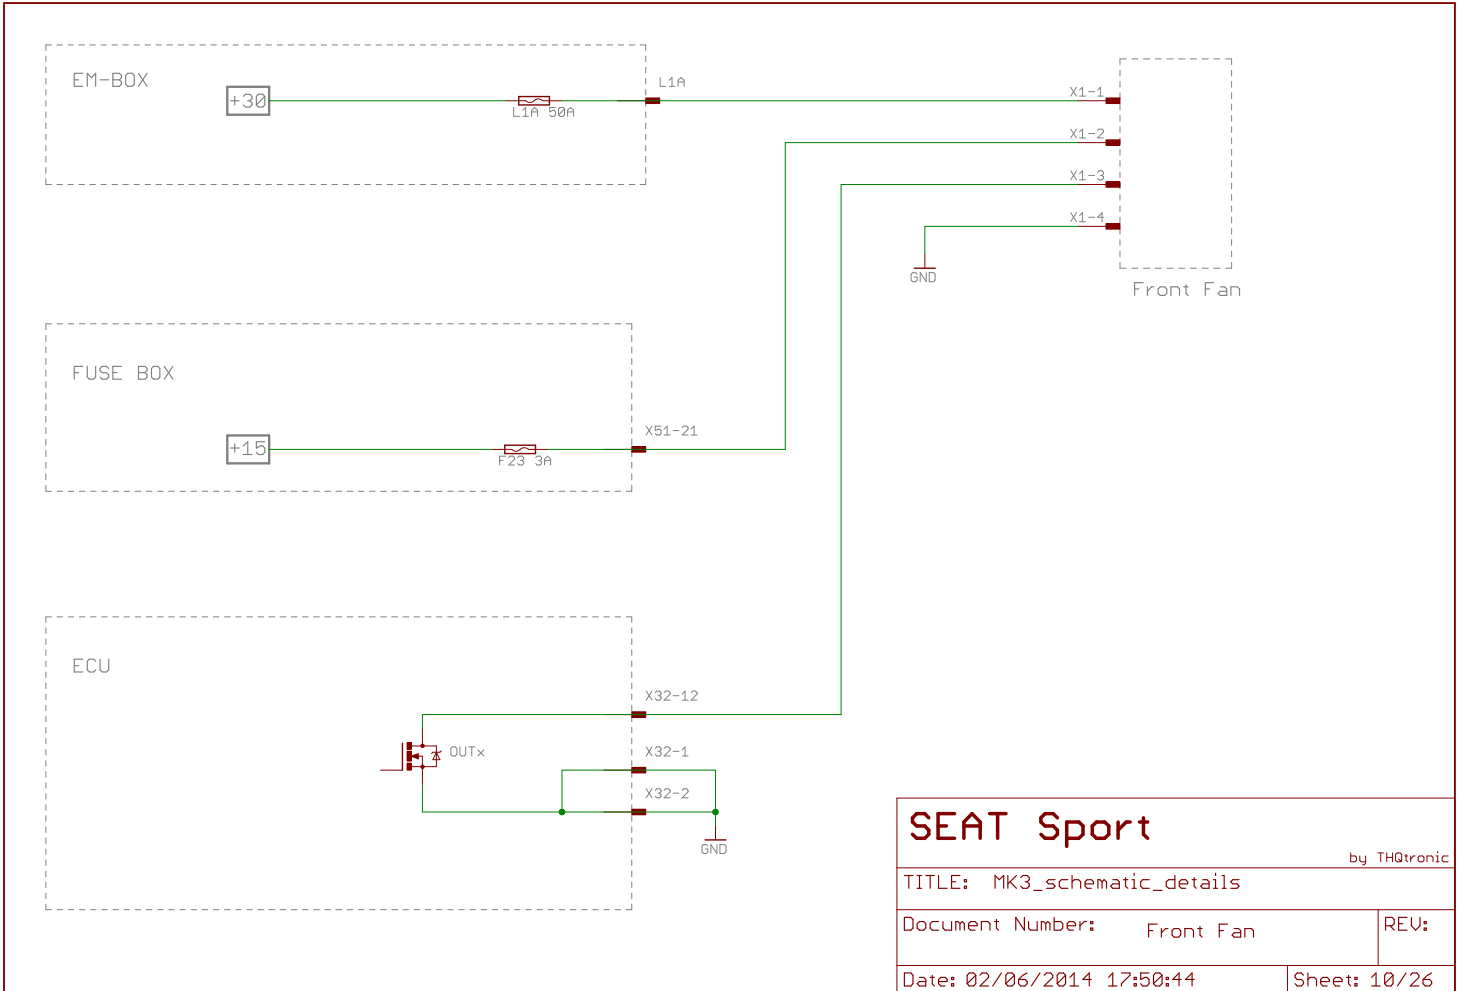 EM-BOX
+30
L1A 50A
L1A
X1-1
X1-2
X1-3
X1-4
GND
Front Fan
FUSE BOX
+15
F23 3A
X51-21
ECU
OUTx
X32-12
X32-1
X32-2
GND
SEAT Sport
by THQtronic
TITLE: MK3_schematic_details
Document Number: Front Fan
REV:
Date: 02/06/2014 17:50:44
Sheet: 10/26